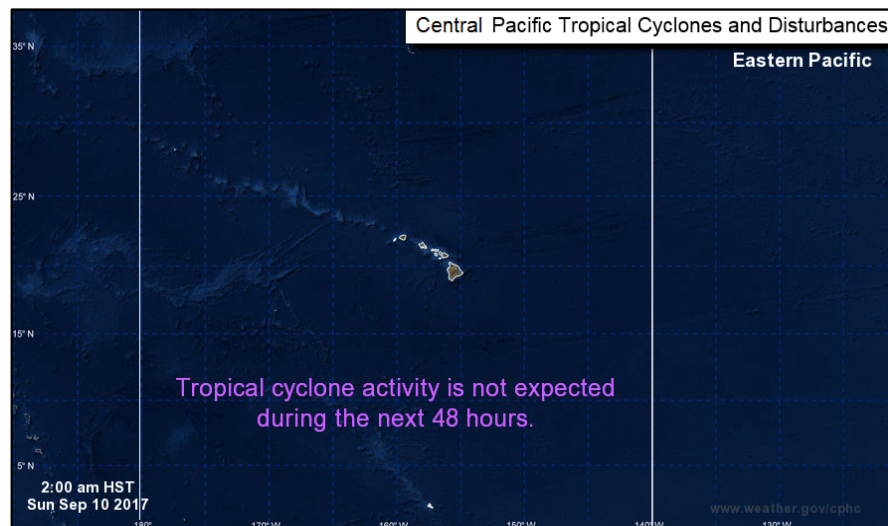 Central Pacific Tropical Cyclones and Disturbances
35° N
Eastern Pacific
25° N
15° N
Tropical cyclone activity is not expected
during the next 48 hours.
5° N
2:00 am HST
Sun Sep 10 2017
www.weather.gov/cphc
180° 170° W 160° W 150° W 140° W